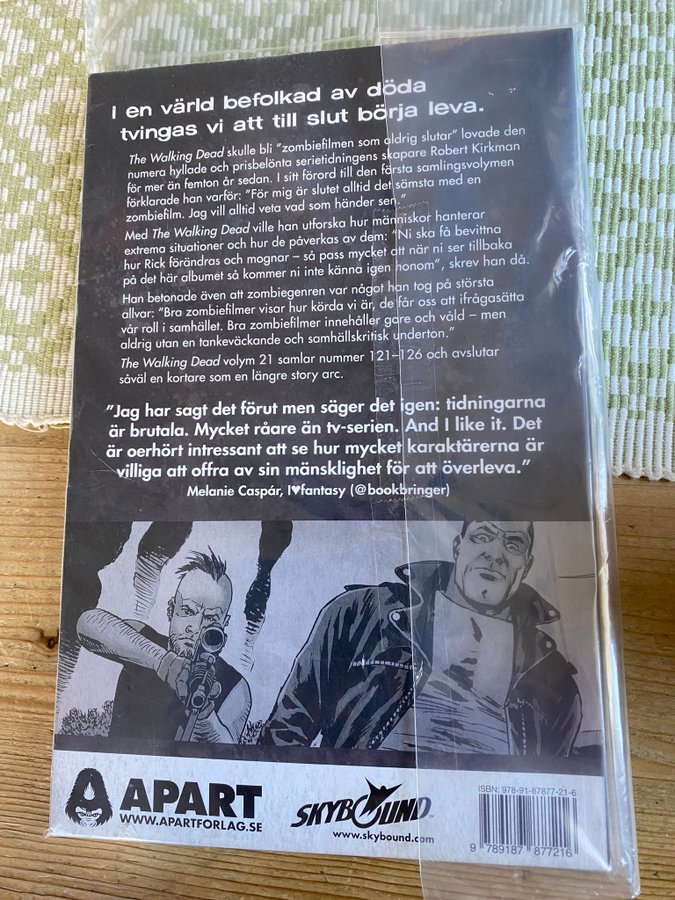 I en värld befolkad av döda
tvingas vi att till slut börja leva.
The Walking Dead skulle bli ”zombiefilmen som aldrig slutar” lovade den
numera hyllade och prisbelönta serietidningens skapare Robert Kirkman
för mer än femton år sedan. I sitt förord till den första samlingsvolymen
förklarade han varför: ”För mig är slutet alltid det sämsta med en
zombiefilm. Jag vill alltid veta vad som händer sen.”
Med The Walking Dead ville han utforska hur människor hanterar
extrema situationer och hur de påverkas av dem: ”Ni ska få bevittna
hur Rick förändras och mognar – så pass mycket att när ni ser tillbaka
på det här albumet så kommer ni inte känna igen honom”, skrev han då.
Han betonade även att zombiegenren var något han tog på största
allvar: ”Bra zombiefilmer visar hur körda vi är, de får oss att ifrågasätta
vår roll i samhället. Bra zombiefilmer innehåller gore och våld – men
aldrig utan en tankeväckande och samhällskritisk underton.”
The Walking Dead volym 21 samlar nummer 121–126 och avslutar
såväl en kortare som en längre story arc.
”Jag har sagt det förut men säger det igen: tidningarna
är brutala. Mycket råare än tv-serien. And I like it. Det
är oerhört intressant att se hur mycket karaktärerna är
villiga att offra av sin mänsklighet för att överleva.”
Melanie Caspár, I♥fantasy (@bookbringer)
APART
WWW.APARTFORLAG.SE
SKYBOUND
www.skybound.com
ISBN: 978-91-87877-21-6
9 789187 877216